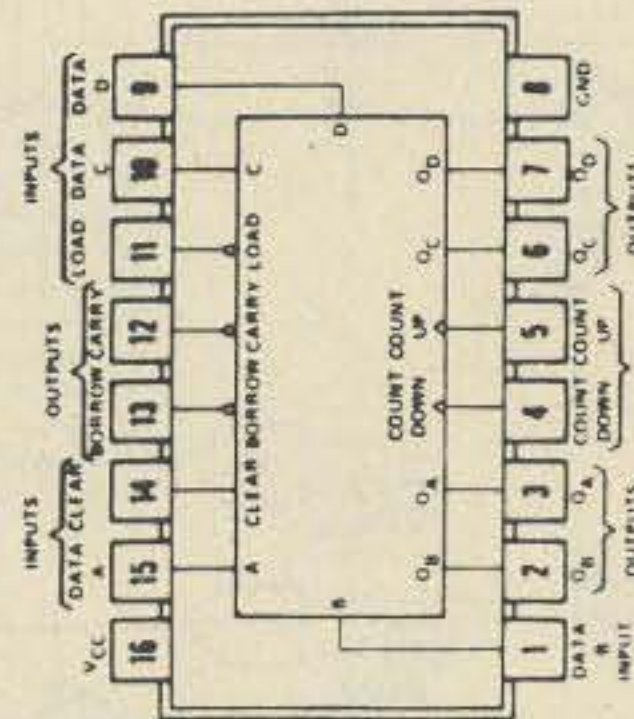 INPUTS OUTPUTS INPUTS
DATA CLEAR BORROW CARRY LOAD DATA DATA
VCC A C D
16 15 14 13 12 11 10 9
A CLEAR BORROW CARRY LOAD C
B D
COUNT COUNT
QB QA DOWN UP QC QD
1 2 3 4 5 6 7 8
DATA QB QA COUNT COUNT QC QD GND
B DOWN UP
INPUT OUTPUTS OUTPUTS